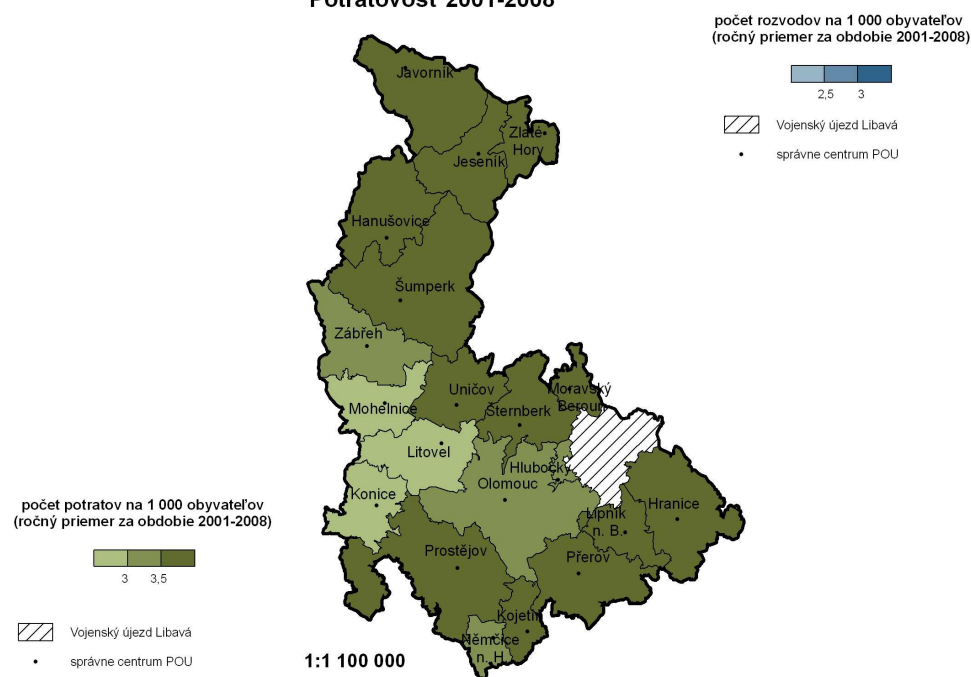 Potratovosť 2001-2008
počet rozvodov na 1 000 obyvateľov
(ročný priemer za obdobie 2001-2008)
2,5 3
Vojenský újezd Libavá
správne centrum POU
Javorník
Zlaté
Hory
Jeseník
Hanušovice
Šumperk
Zábřeh
Uničov
Moravský
Beroun
Mohelnice
Šternberk
Litovel
Hlubočky
Olomouc
Konice
Hranice
Lipník
n. B.
Prostějov
Přerov
Kojetín
Němčice
n. H.
počet potratov na 1 000 obyvateľov
(ročný priemer za obdobie 2001-2008)
3 3,5
Vojenský újezd Libavá
správne centrum POU
1:1 100 000